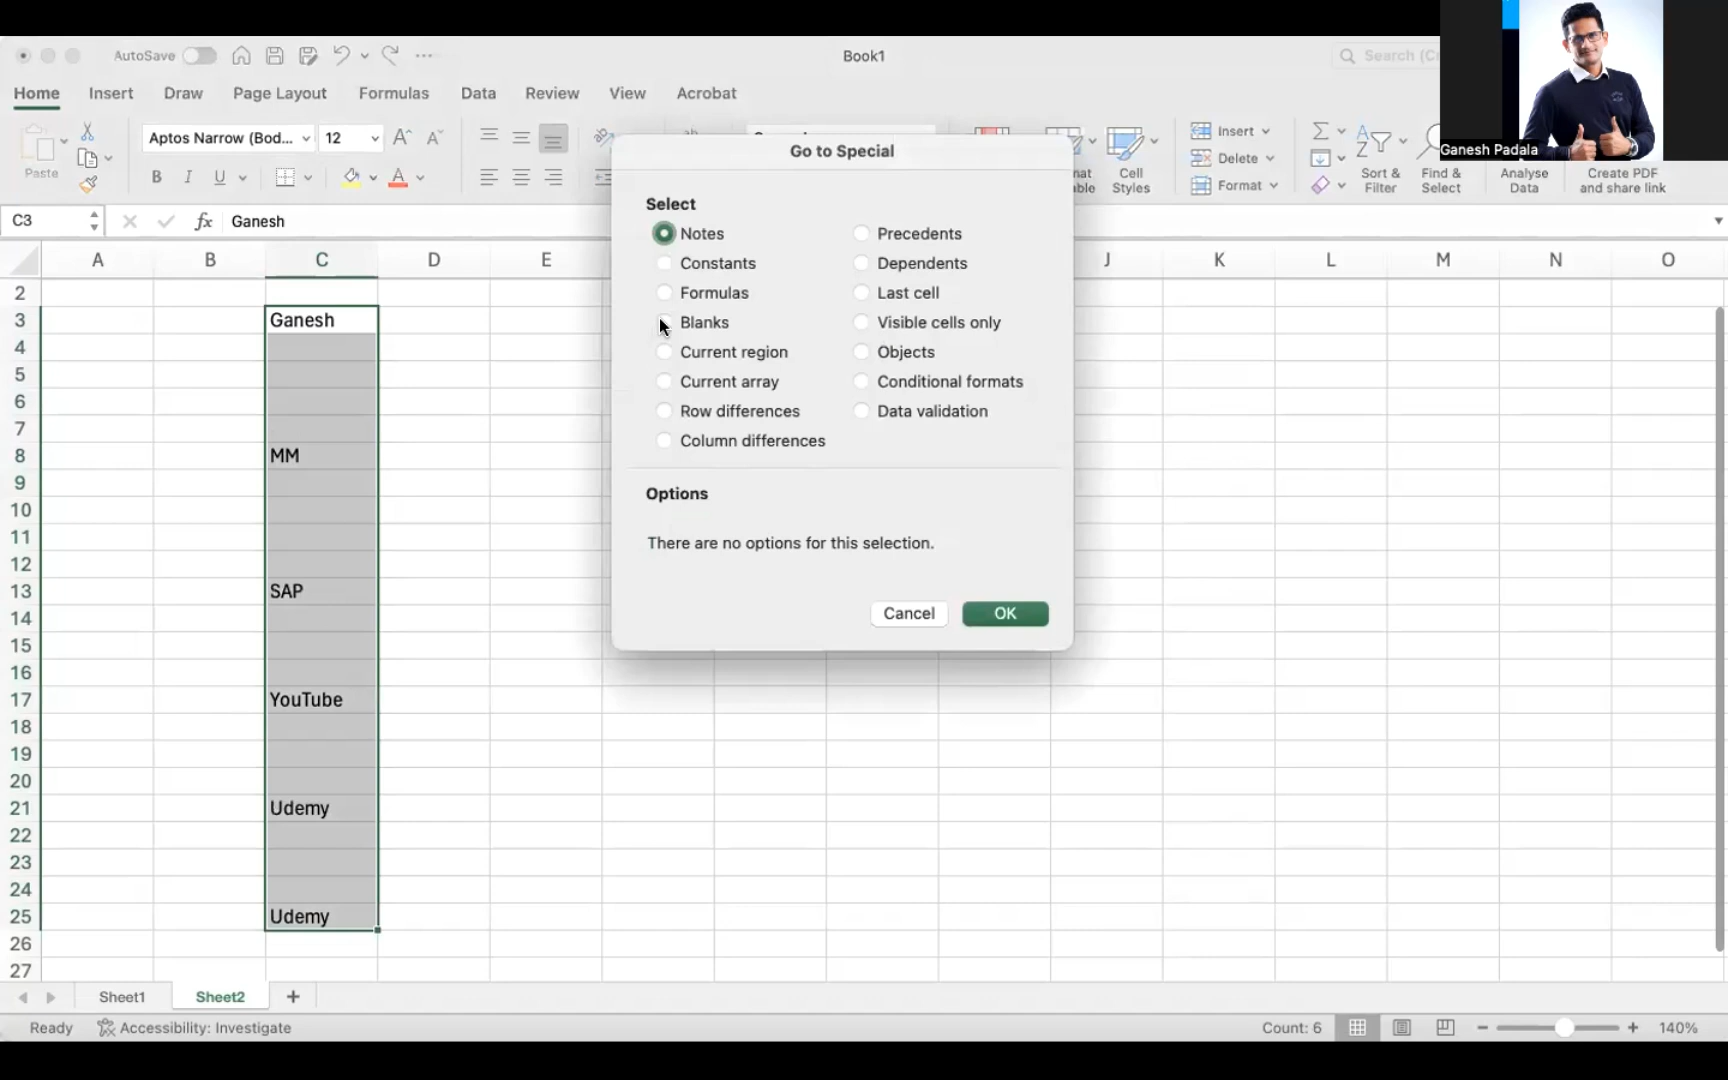 AutoSave
Book1
Search (C
Home Insert Draw Page Layout Formulas Data Review View Acrobat
Paste
Aptos Narrow (Bod... 12
B I U
A
Cell Styles
Insert
Delete
Format
Sort & Filter
Find & Select
Analyse Data
Create PDF and share link
Ganesh Padala
C3 fx Ganesh
A B C D E J K L M N O
2
3 Ganesh
4
5
6
7
8 MM
9
10
11
12
13 SAP
14
15
16
17 YouTube
18
19
20
21 Udemy
22
23
24
25 Udemy
26
27
Go to Special
Select
Notes Precedents
Constants Dependents
Formulas Last cell
Blanks Visible cells only
Current region Objects
Current array Conditional formats
Row differences Data validation
Column differences
Options
There are no options for this selection.
Cancel OK
Sheet1 Sheet2 +
Ready Accessibility: Investigate Count: 6 − + 140%